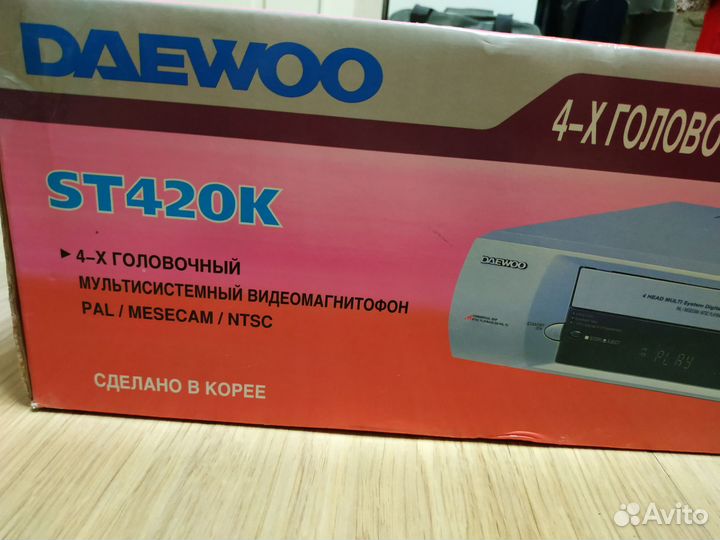 DAEWOO
4-Х ГОЛОВО
ST420K
4-Х ГОЛОВОЧНЫЙ
МУЛЬТИСИСТЕМНЫЙ ВИДЕОМАГНИТОФОН
PAL / MESECAM / NTSC
СДЕЛАНО В КОРЕЕ
DAEWOO
4 HEAD MULTI System Digita
PLAY
Avito